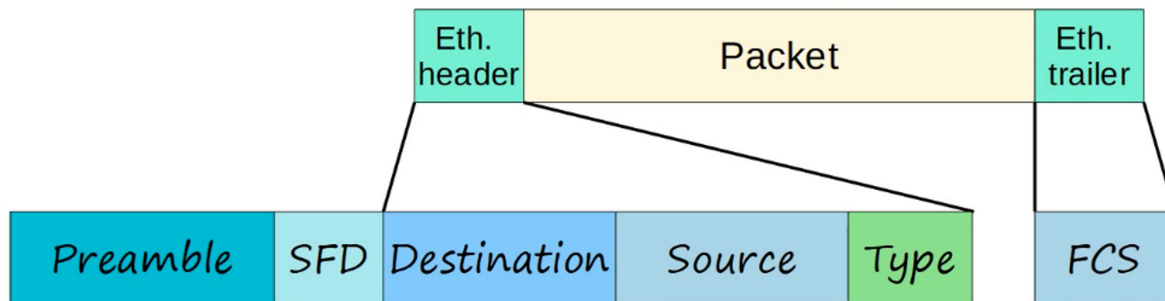 Eth.
header
Packet
Eth.
trailer
Preamble SFD Destination Source Type FCS